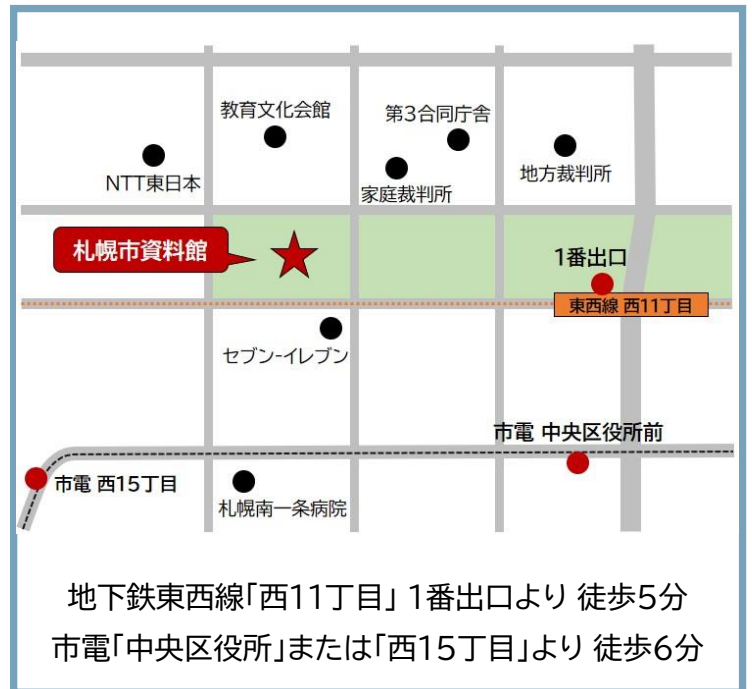 教育文化会館
第3合同庁舎
NTT東日本
家庭裁判所
地方裁判所
札幌市資料館
1番出口
東西線 西11丁目
セブン-イレブン
市電 中央区役所前
市電 西15丁目
札幌南一条病院
地下鉄東西線「西11丁目」 1番出口より 徒歩5分
市電「中央区役所」または「西15丁目」より 徒歩6分